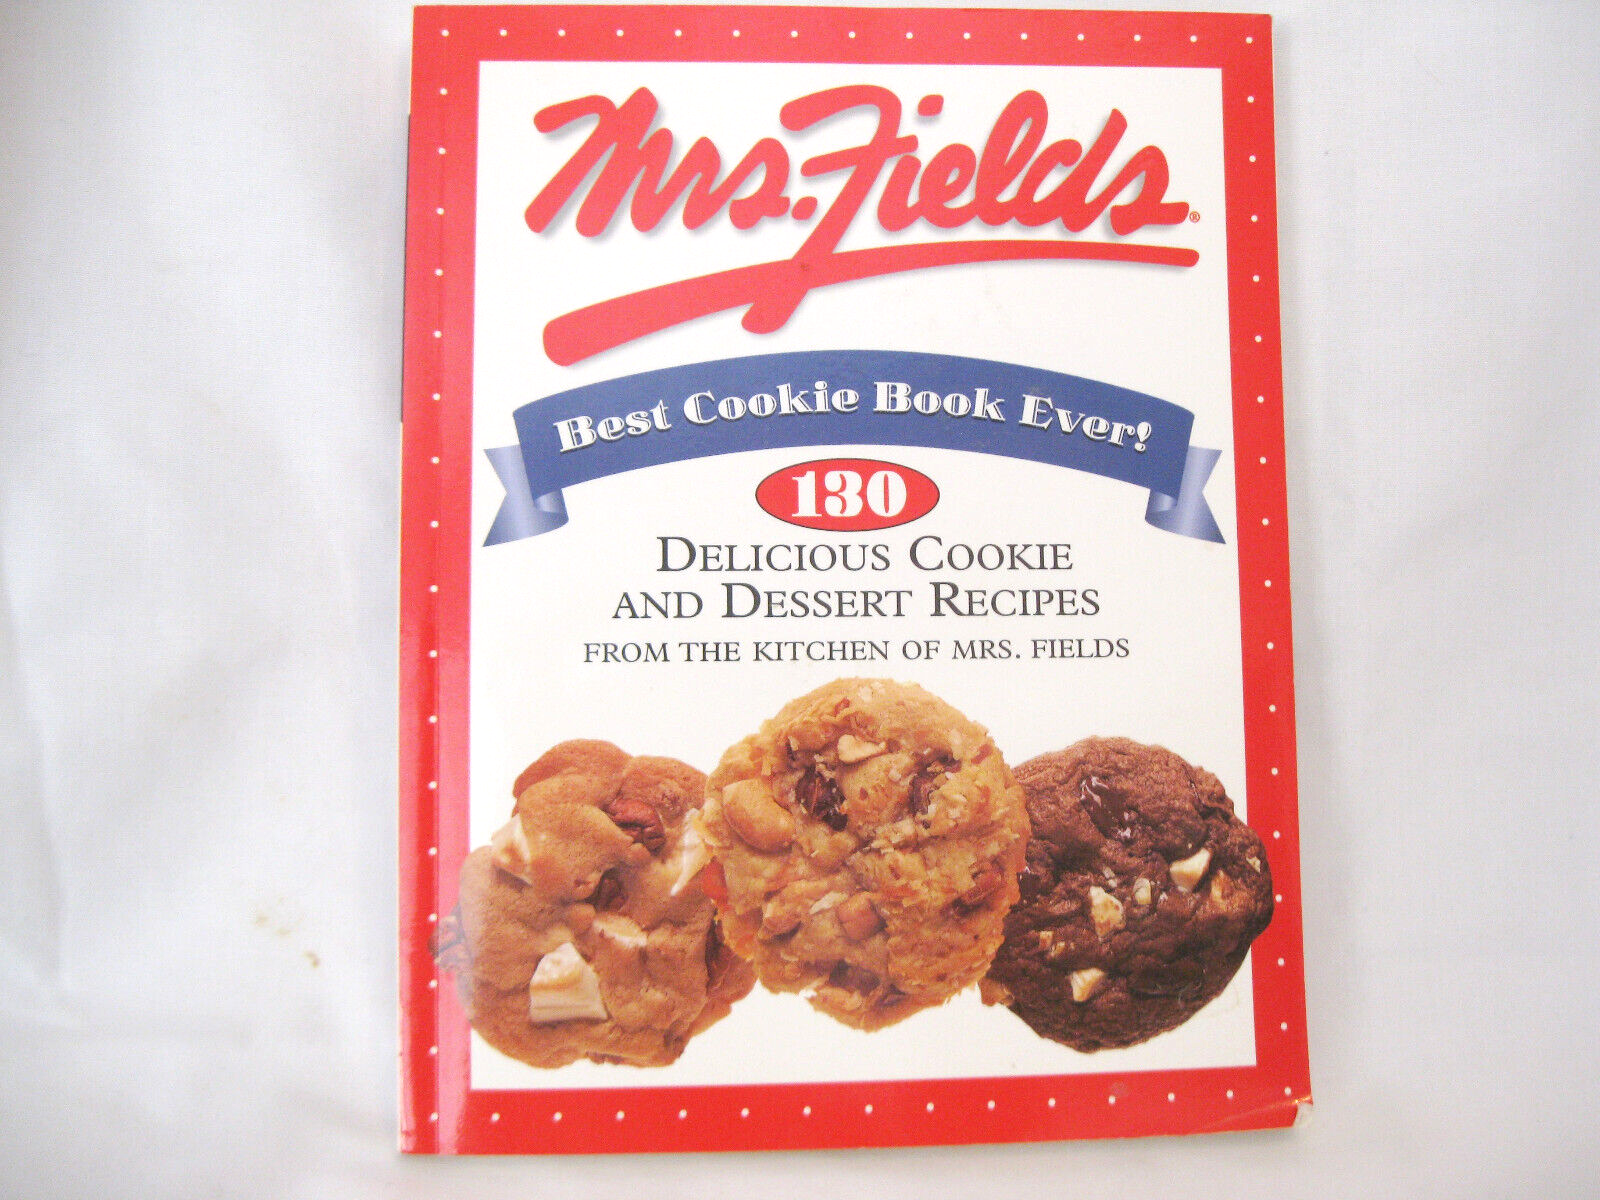 Mrs. Fields®
Best Cookie Book Ever!
130
DELICIOUS COOKIE
AND DESSERT RECIPES
FROM THE KITCHEN OF MRS. FIELDS